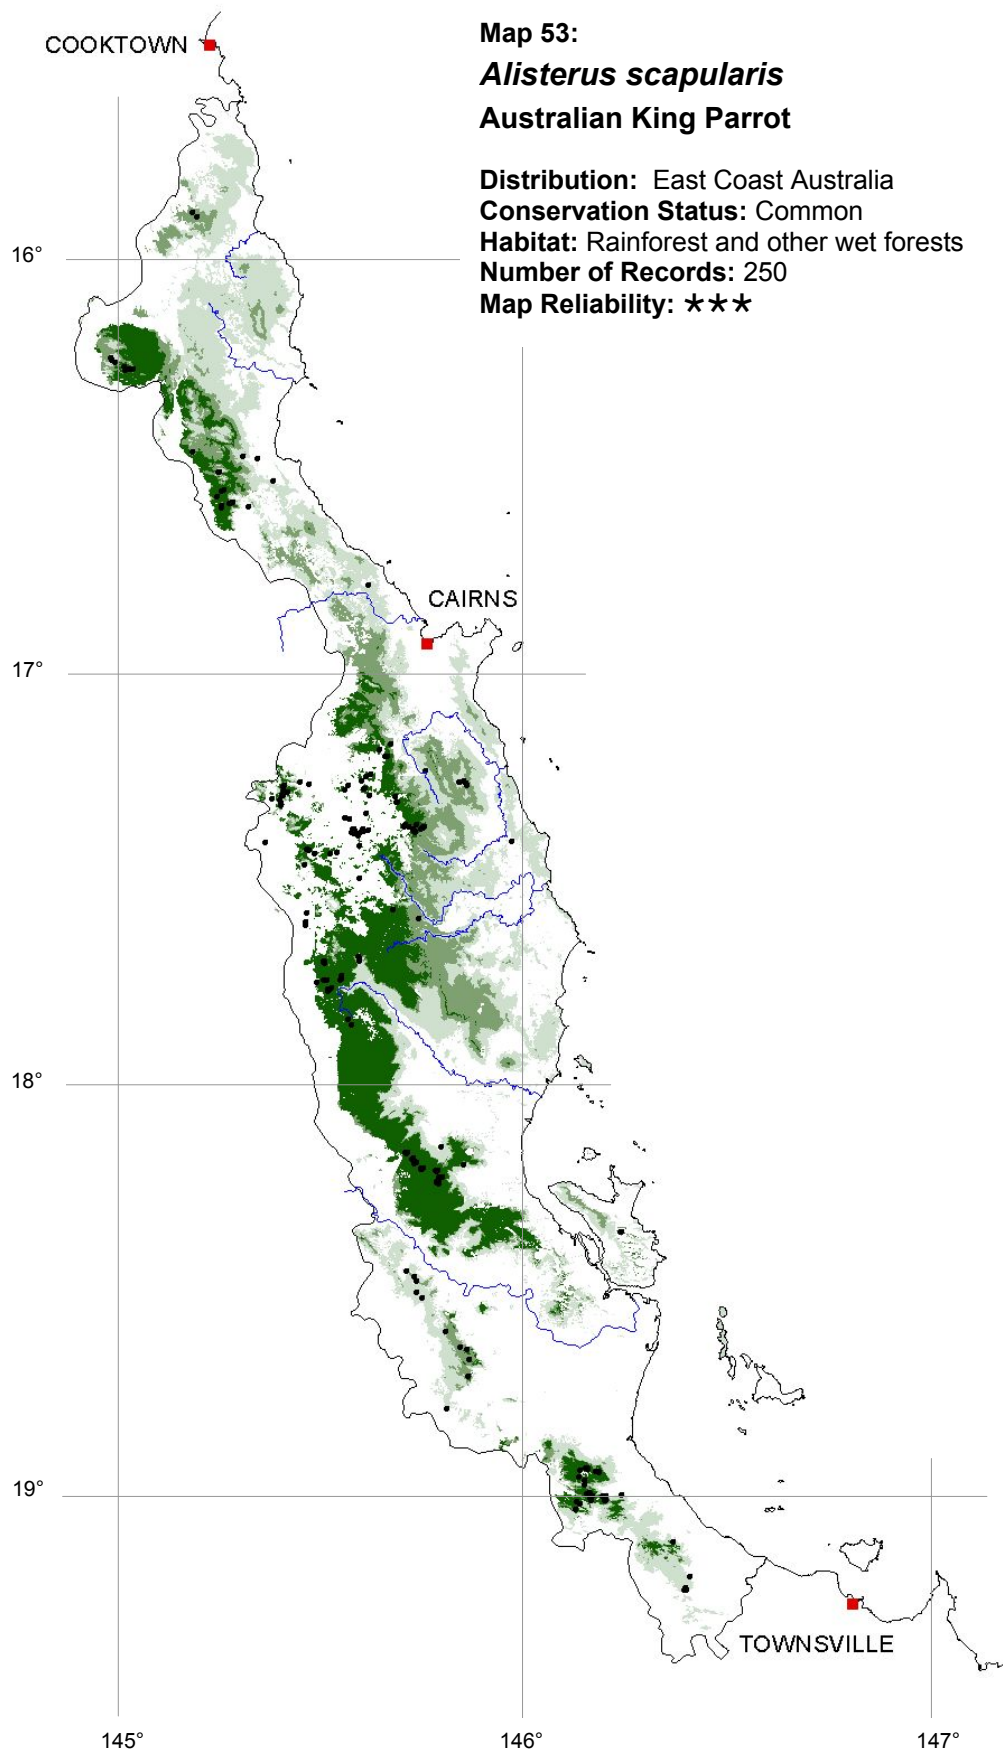 COOKTOWN
Map 53:
Alisterus scapularis
Australian King Parrot
Distribution: East Coast Australia
Conservation Status: Common
Habitat: Rainforest and other wet forests
Number of Records: 250
Map Reliability: ***
16°
CAIRNS
17°
18°
19°
TOWNSVILLE
145°
146°
147°